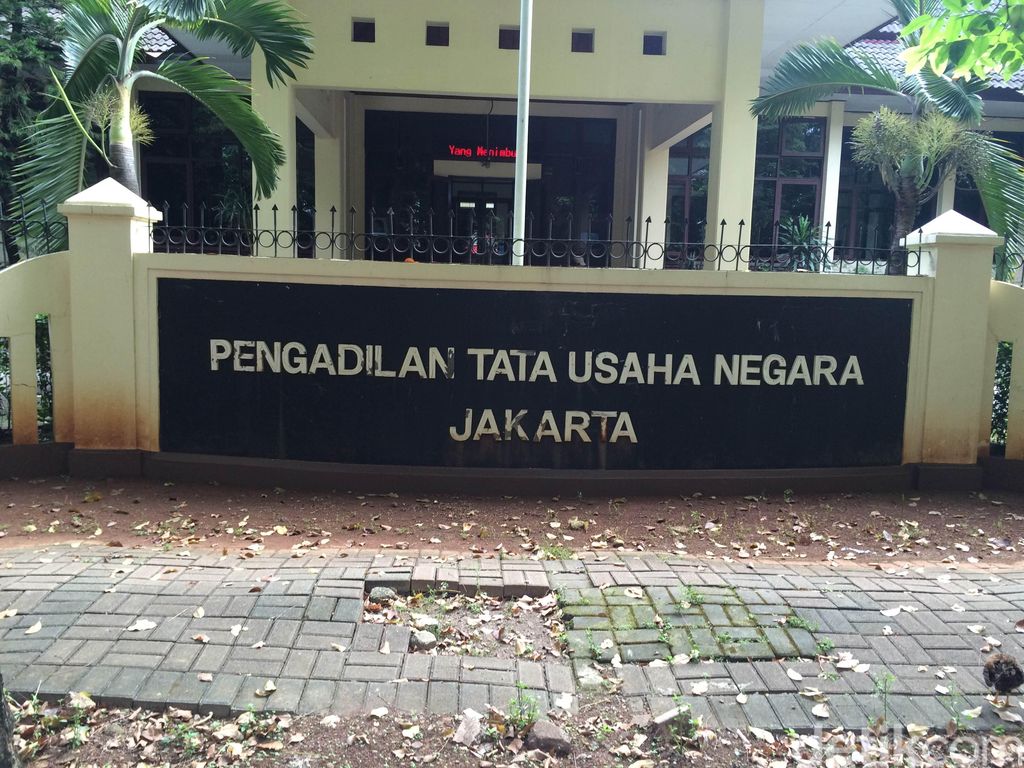 Yang Menimbu
PENGADILAN TATA USAHA NEGARA
JAKARTA
detikcom